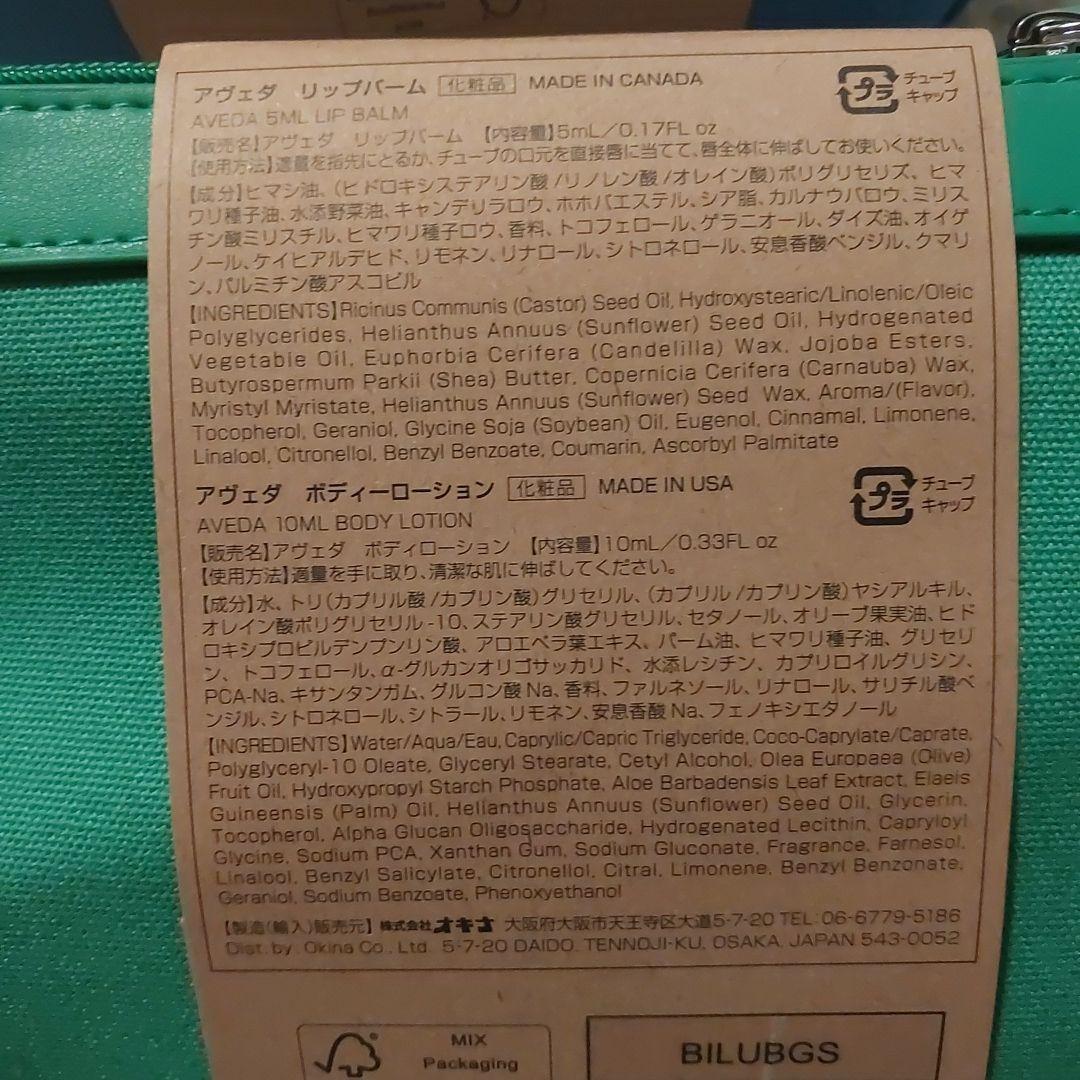 アヴェダ リップバーム 化粧品 MADE IN CANADA
プラ チューブ キャップ
AVEDA 5ML LIP BALM
【販売名】アヴェダ リップバーム 【内容量】5mL/0.17FL oz
【使用方法】適量を指先にとるか、チューブの口元を直接唇に当てて、唇全体に伸ばしてお使いください。
【成分】ヒマシ油、(ヒドロキシステアリン酸/リノレン酸/オレイン酸)ポリグリセリズ、ヒマ
ワリ種子油、水添野菜油、キャンデリラロウ、ホホバエステル、シア脂、カルナウバロウ、ミリス
チン酸ミリスチル、ヒマワリ種子ロウ、香料、トコフェロール、ゲラニオール、ダイズ油、オイゲ
ノール、ケイヒアルデヒド、リモネン、リナロール、シトロネロール、安息香酸ベンジル、クマリ
ン、パルミチン酸アスコビル
【INGREDIENTS】Ricinus Communis (Castor) Seed Oil, Hydroxystearic/Linolenic/Oleic
Polyglycerides, Helianthus Annuus (Sunflower) Seed Oil, Hydrogenated
Vegetable Oil, Euphorbia Cerifera (Candelilla) Wax, Jojoba Esters,
Butyrospermum Parkii (Shea) Butter, Copernicia Cerifera (Carnauba) Wax,
Myristyl Myristate, Helianthus Annuus (Sunflower) Seed Wax, Aroma/(Flavor),
Tocopherol, Geraniol, Glycine Soja (Soybean) Oil, Eugenol, Cinnamal, Limonene,
Linalool, Citronellol, Benzyl Benzoate, Coumarin, Ascorbyl Palmitate
アヴェダ ボディーローション 化粧品 MADE IN USA
プラ チューブ キャップ
AVEDA 10ML BODY LOTION
【販売名】アヴェダ ボディローション 【内容量】10mL/0.33FL oz
【使用方法】適量を手に取り、清潔な肌に伸ばしてください。
【成分】水、トリ(カプリル酸/カプリン酸)グリセリル、(カプリル/カプリン酸)ヤシアルキル、
オレイン酸ポリグリセリル-10、ステアリン酸グリセリル、セタノール、オリーブ果実油、ヒド
ロキシプロピルデンプンリン酸、アロエベラ葉エキス、パーム油、ヒマワリ種子油、グリセリ
ン、トコフェロール、α-グルカンオリゴサッカリド、水添レシチン、カプリロイルグリシン、
PCA-Na、キサンタンガム、グルコン酸Na、香料、ファルネソール、リナロール、サリチル酸ベ
ンジル、シトロネロール、シトラール、リモネン、安息香酸Na、フェノキシエタノール
【INGREDIENTS】Water/Aqua/Eau, Caprylic/Capric Triglyceride, Coco-Caprylate/Caprate,
Polyglyceryl-10 Oleate, Glyceryl Stearate, Cetyl Alcohol, Olea Europaea (Olive)
Fruit Oil, Hydroxypropyl Starch Phosphate, Aloe Barbadensis Leaf Extract, Elaeis
Guineensis (Palm) Oil, Helianthus Annuus (Sunflower) Seed Oil, Glycerin,
Tocopherol, Alpha Glucan Oligosaccharide, Hydrogenated Lecithin, Capryloyl
Glycine, Sodium PCA, Xanthan Gum, Sodium Gluconate, Fragrance, Farnesol,
Linalool, Benzyl Salicylate, Citronellol, Citral, Limonene, Benzyl Benzonate,
Geraniol, Sodium Benzoate, Phenoxyethanol
【製造(輸入)販売元】株式会社オキナ 大阪府大阪市天王寺区大道5-7-20 TEL:06-6779-5186
Dist. by: Okina Co., Ltd. 5-7-20 DAIDO, TENNOJI-KU, OSAKA, JAPAN 543-0052
MIX
Packaging
BILUBGS